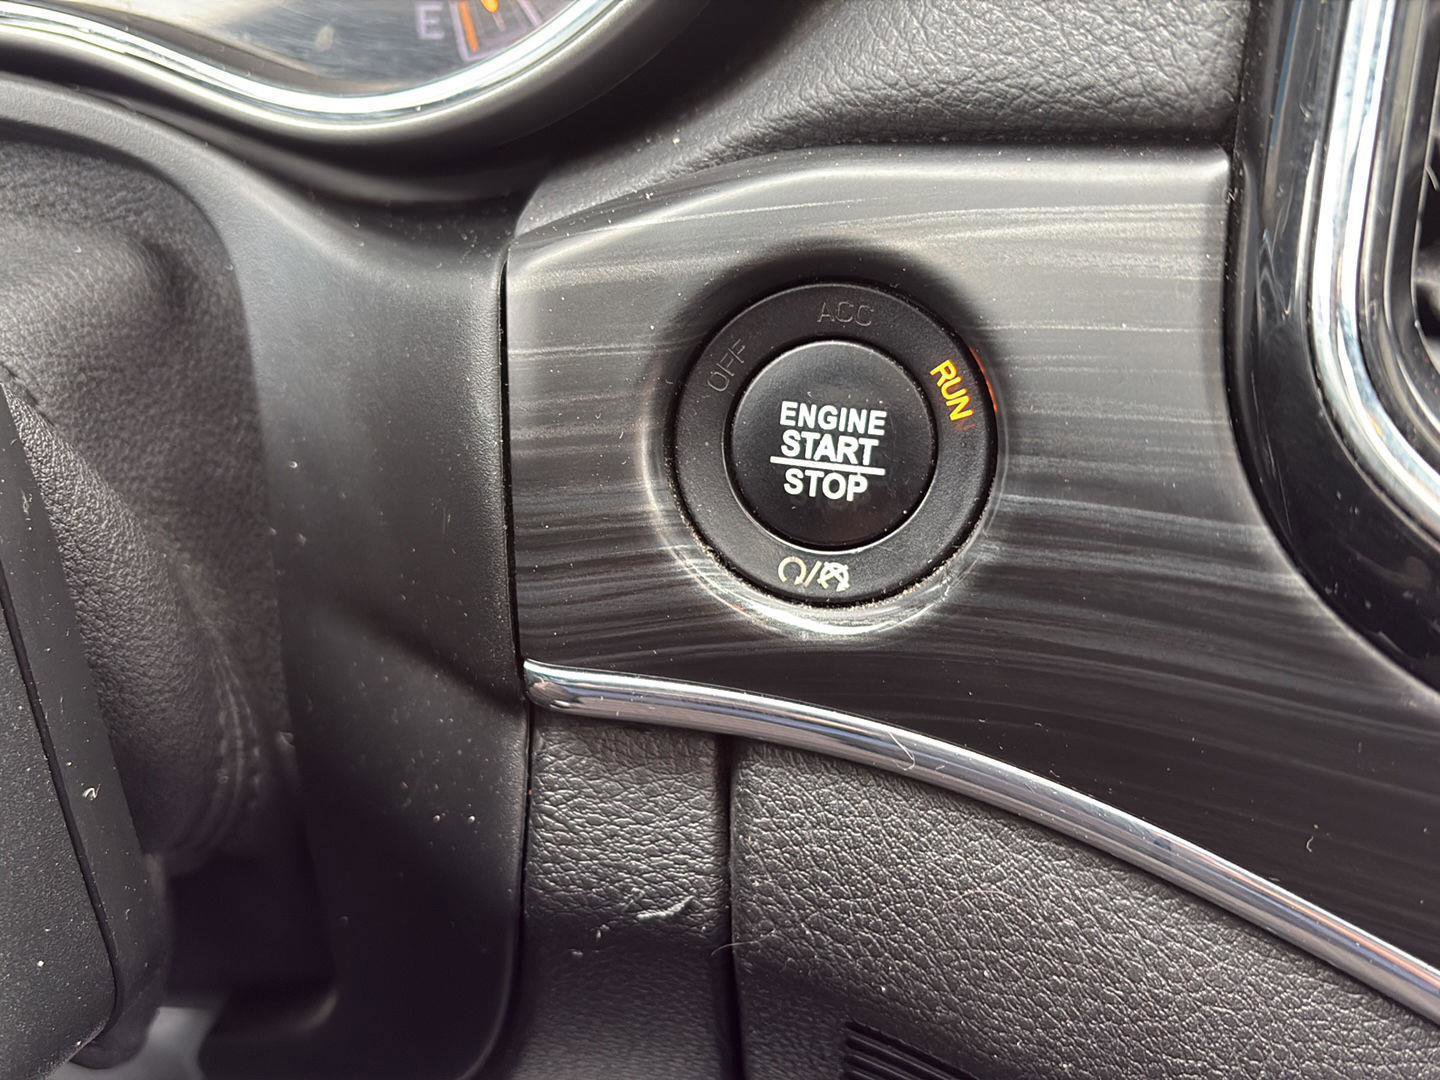 E
ACC
OFF
RUN
ENGINE
START
STOP